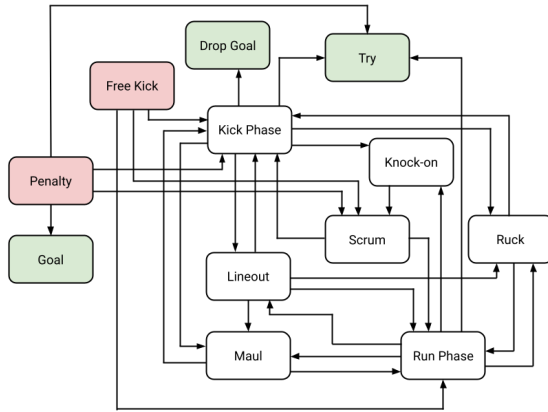 Drop Goal
Try
Free Kick
Kick Phase
Knock-on
Penalty
Scrum
Ruck
Goal
Lineout
Maul
Run Phase